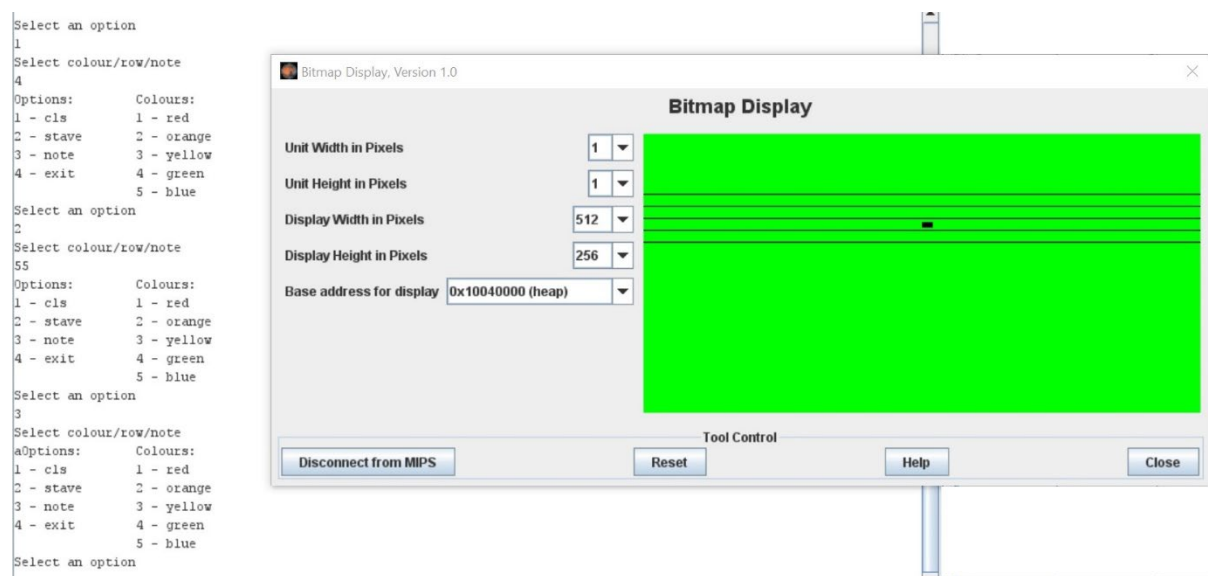 Select an option
1
Select colour/row/note
4
Options: Colours:
1 - cls 1 - red
2 - stave 2 - orange
3 - note 3 - yellow
4 - exit 4 - green
5 - blue
Select an option
2
Select colour/row/note
55
Options: Colours:
1 - cls 1 - red
2 - stave 2 - orange
3 - note 3 - yellow
4 - exit 4 - green
5 - blue
Select an option
3
Select colour/row/note
aOptions: Colours:
1 - cls 1 - red
2 - stave 2 - orange
3 - note 3 - yellow
4 - exit 4 - green
5 - blue
Select an option
Bitmap Display, Version 1.0
Bitmap Display
Unit Width in Pixels 1
Unit Height in Pixels 1
Display Width in Pixels 512
Display Height in Pixels 256
Base address for display 0x10040000 (heap)
Tool Control
Disconnect from MIPS Reset Help Close